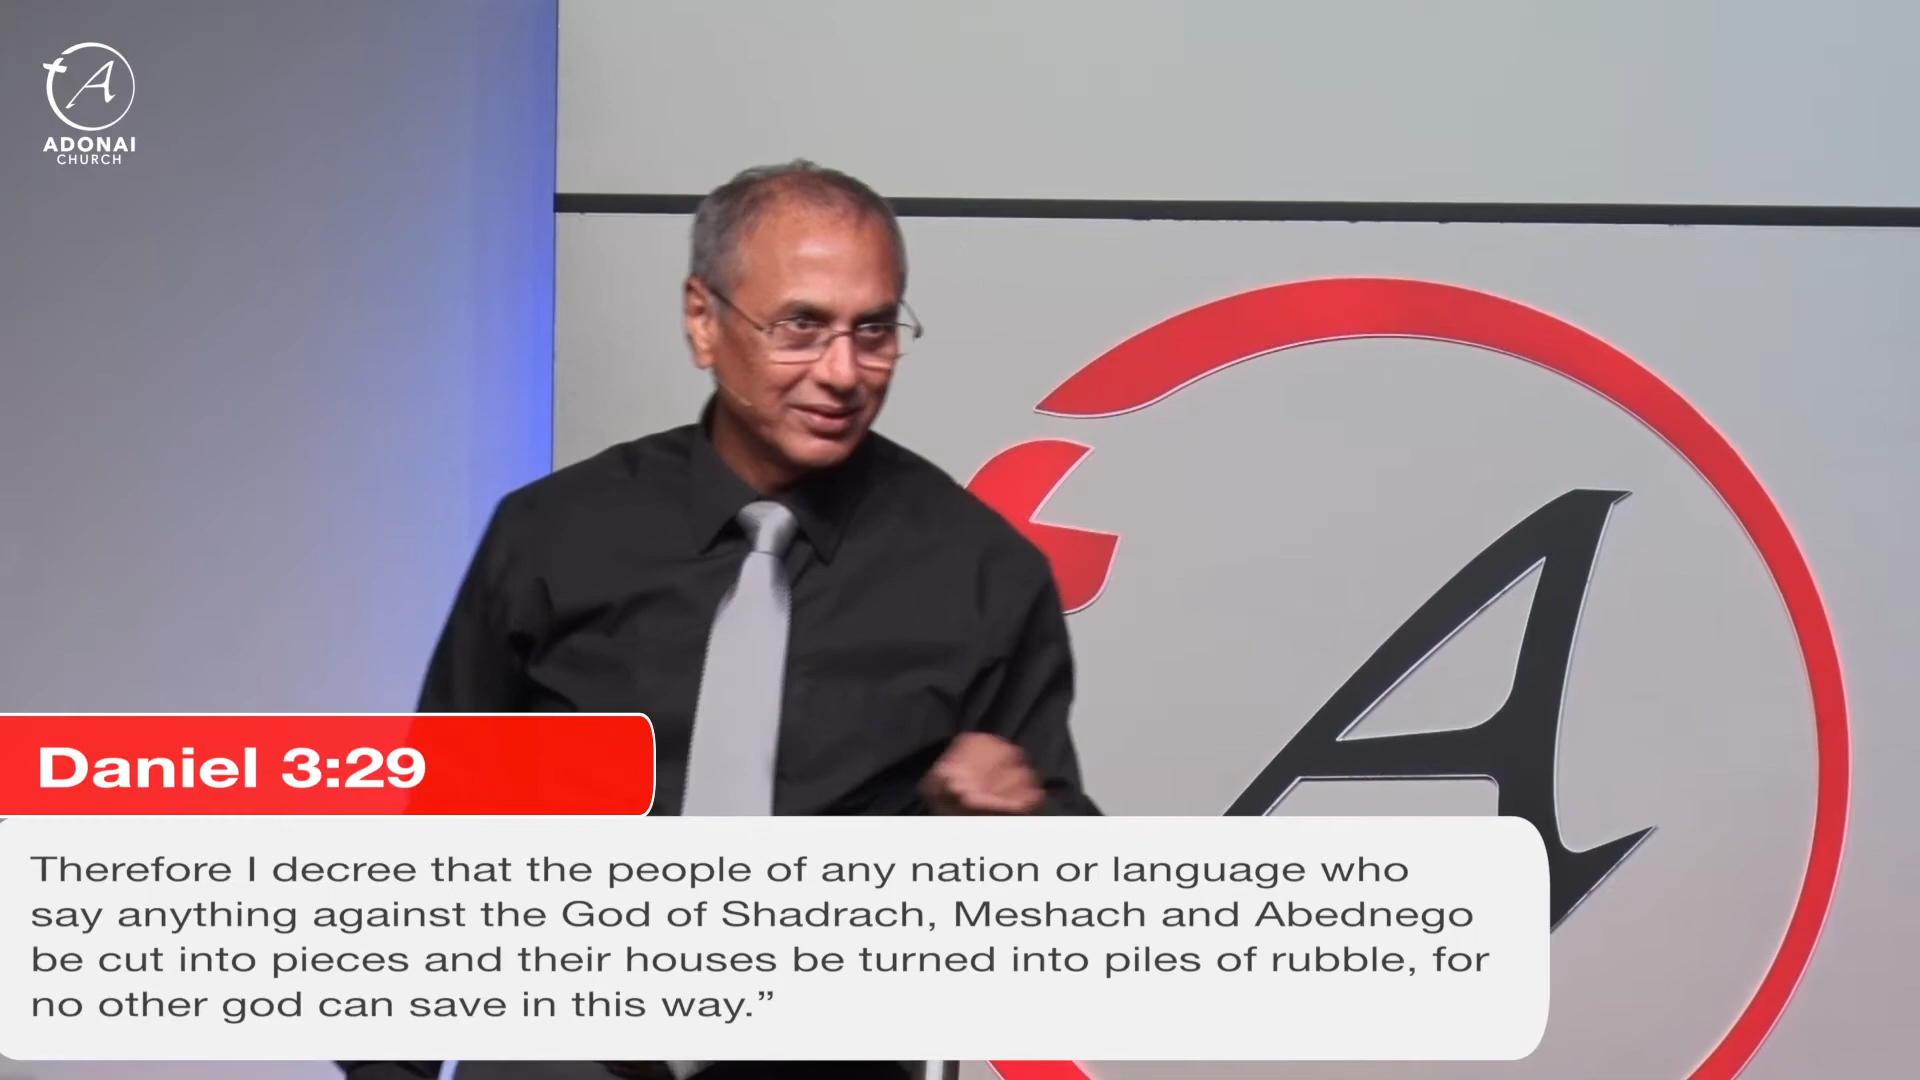 A
ADONAI
CHURCH
A
Daniel 3:29
Therefore I decree that the people of any nation or language who
say anything against the God of Shadrach, Meshach and Abednego
be cut into pieces and their houses be turned into piles of rubble, for
no other god can save in this way.”